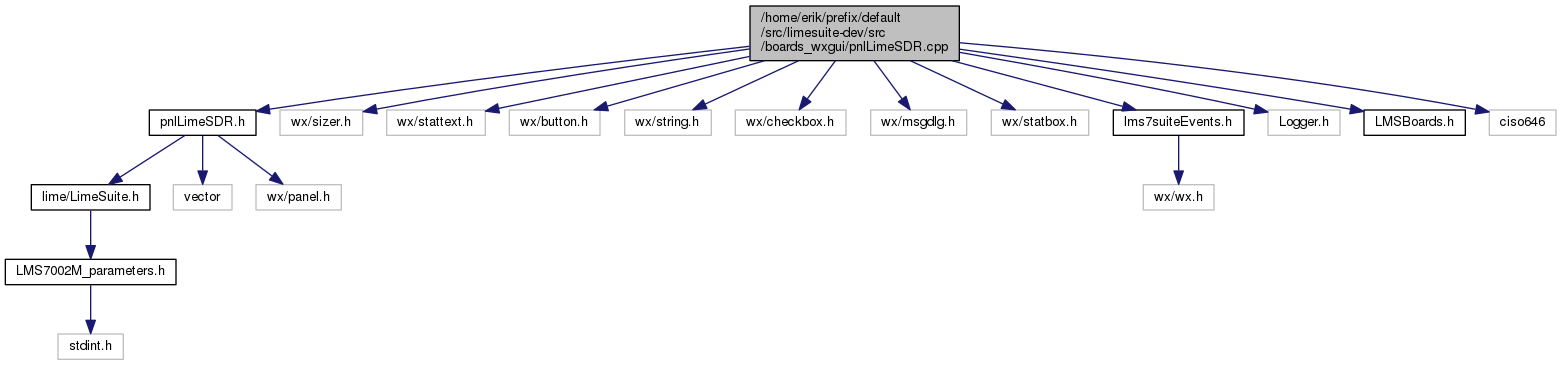 /home/erik/prefix/default
/src/limesuite-dev/src
/boards_wxgui/pnlLimeSDR.cpp
pnlLimeSDR.h
wx/sizer.h
wx/stattext.h
wx/button.h
wx/string.h
wx/checkbox.h
wx/msgdlg.h
wx/statbox.h
lms7suiteEvents.h
Logger.h
LMSBoards.h
ciso646
lime/LimeSuite.h
vector
wx/panel.h
wx/wx.h
LMS7002M_parameters.h
stdint.h